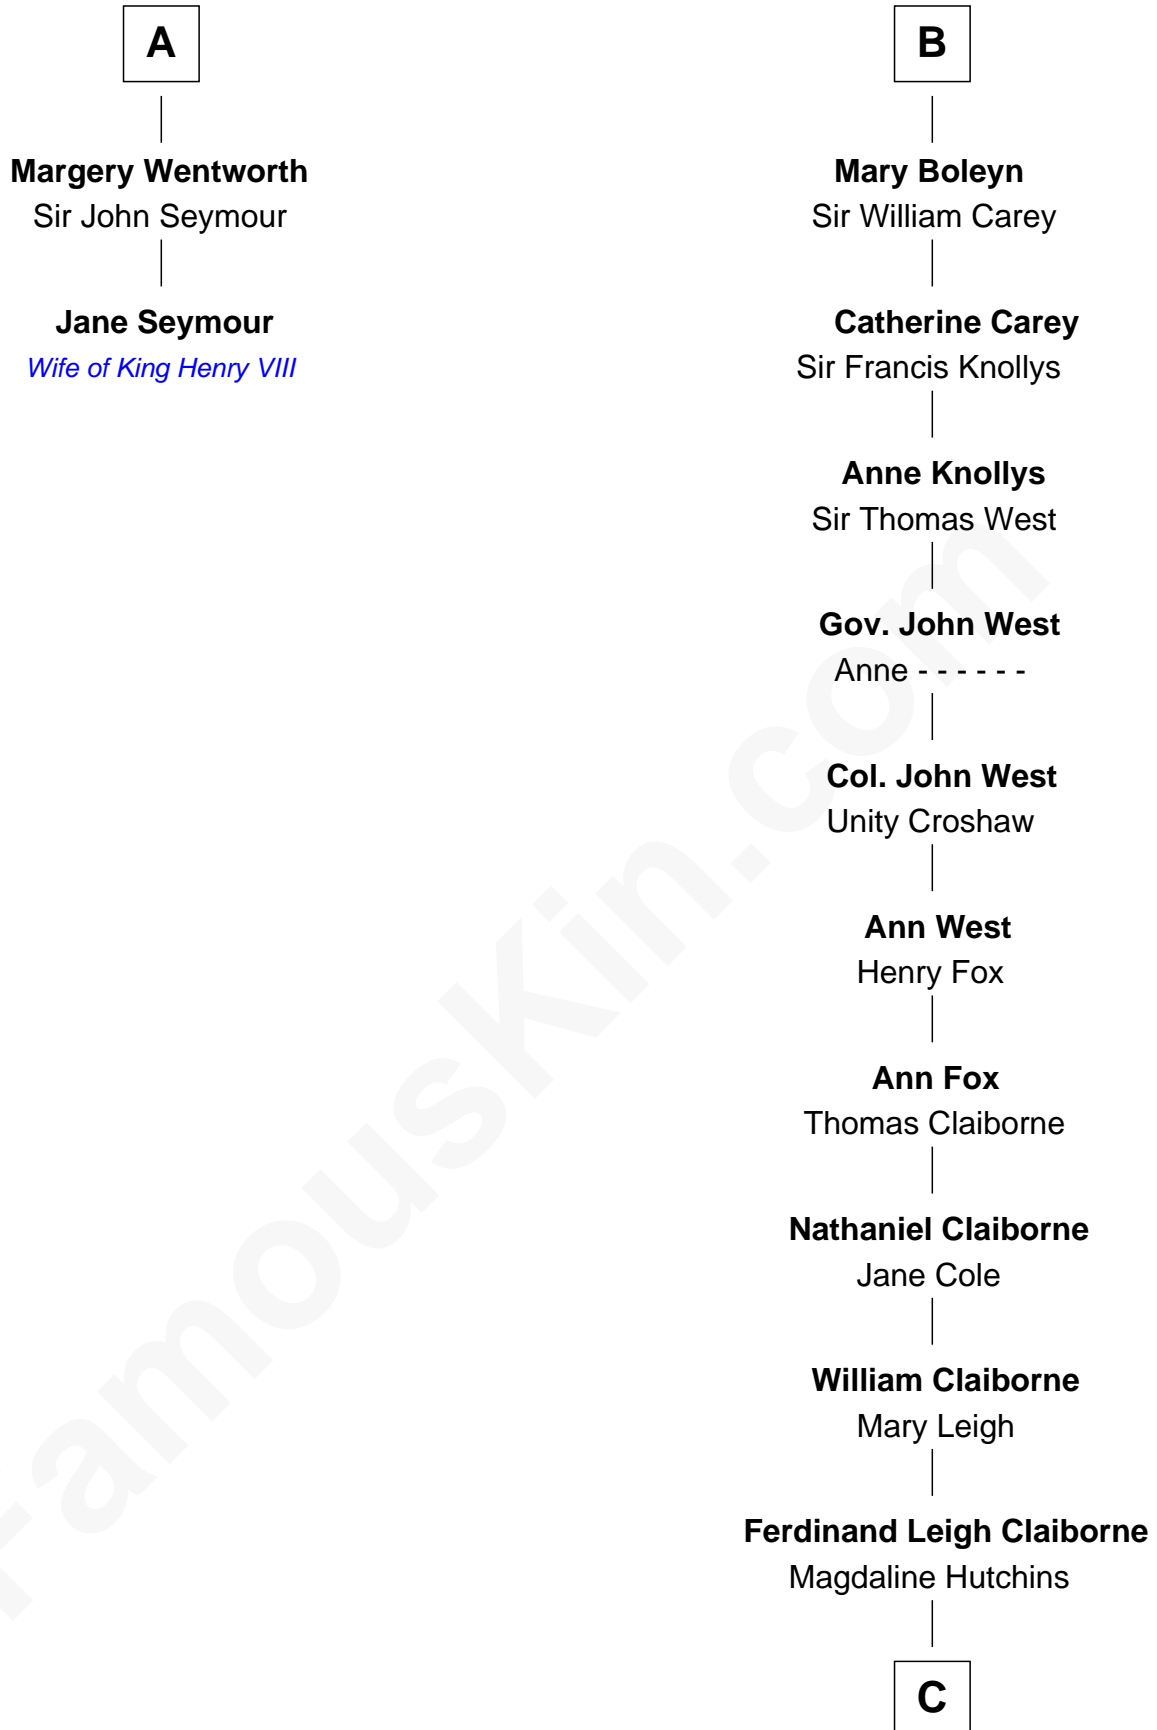 A
Margery Wentworth
Sir John Seymour
Jane Seymour
Wife of King Henry VIII
B
Mary Boleyn
Sir William Carey
Catherine Carey
Sir Francis Knollys
Anne Knollys
Sir Thomas West
Gov. John West
Anne - - - - - -
Col. John West
Unity Croshaw
Ann West
Henry Fox
Ann Fox
Thomas Claiborne
Nathaniel Claiborne
Jane Cole
William Claiborne
Mary Leigh
Ferdinand Leigh Claiborne
Magdaline Hutchins
C
FamousKin.com